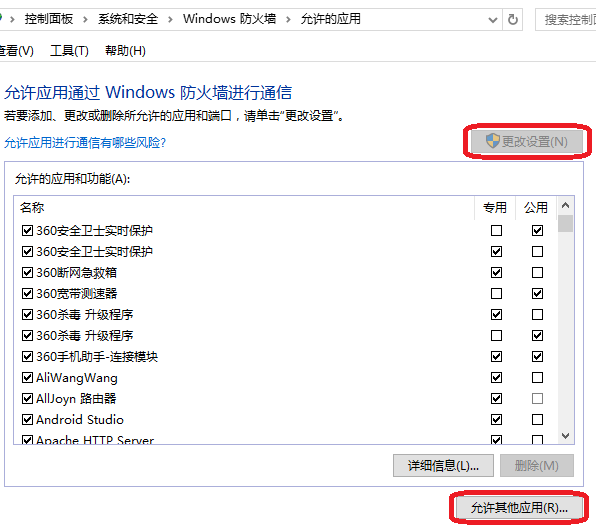 控制面板 › 系统和安全 › Windows 防火墙 › 允许的应用
搜索控制面
查看(V) 工具(T) 帮助(H)
允许应用通过 Windows 防火墙进行通信
若要添加、更改或删除所允许的应用和端口，请单击“更改设置”。
允许应用进行通信有哪些风险?
更改设置(N)
允许的应用和功能(A):
名称 专用 公用
360安全卫士实时保护
360安全卫士实时保护
360断网急救箱
360宽带测速器
360杀毒 升级程序
360杀毒 升级程序
360手机助手-连接模块
AliWangWang
AllJoyn 路由器
Android Studio
Apache HTTP Server
详细信息(L)... 删除(M)
允许其他应用(R)...